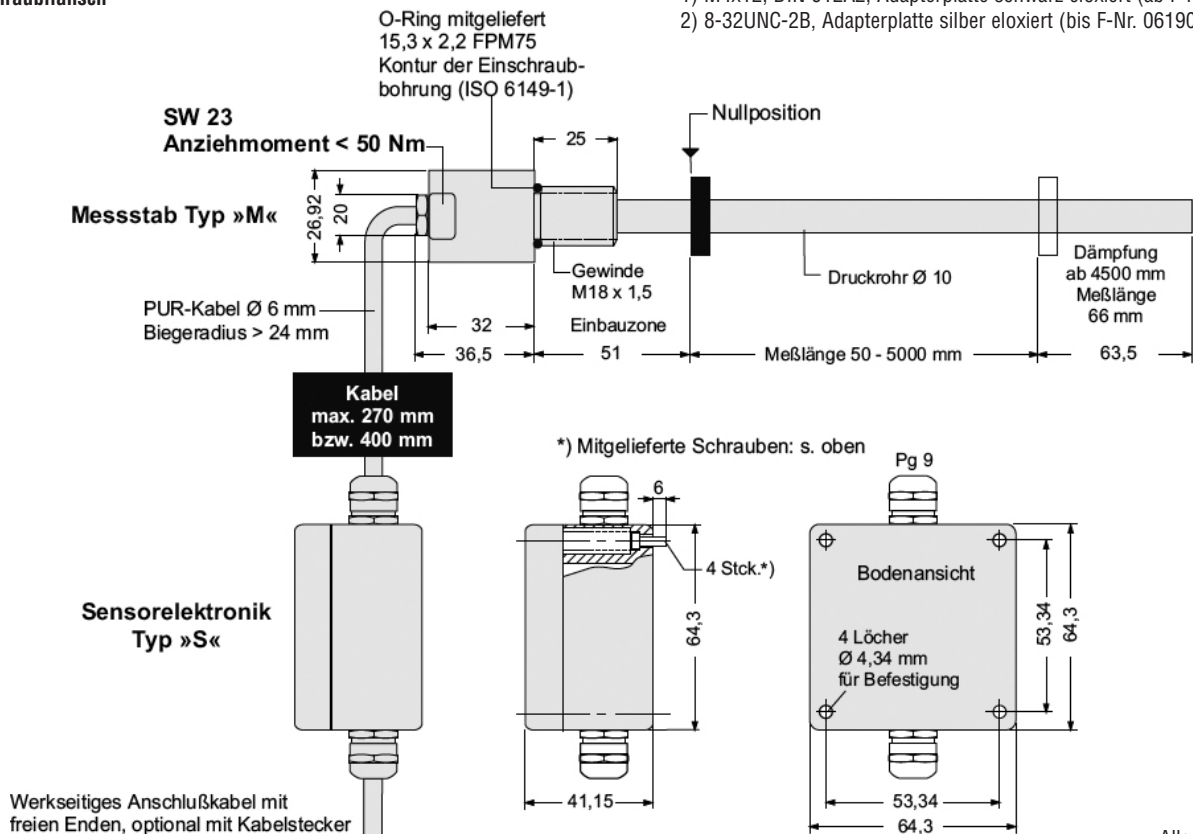 O-Ring mitgeliefert
15,3 x 2,2 FPM75
Kontur der Einschraub-
bohrung (ISO 6149-1)
2) 8-32UNC-2B, Adapterplatte silber eloxiert (bis F-Nr.
SW 23
Anziehmoment < 50 Nm
25
Nullposition
Messstab Typ »M«
26,92
20
Gewinde
M18 x 1,5
Druckrohr Ø 10
Dämpfung
ab 4500 mm
Meßlänge
66 mm
PUR-Kabel Ø 6 mm
Biegeradius > 24 mm
32
Einbauzone
36,5
51
Meßlänge 50 - 5000 mm
63,5
Kabel
max. 270 mm
bzw. 400 mm
*) Mitgelieferte Schrauben: s. oben
Pg 9
6
4 Stck.*)
64,3
Bodenansicht
53,34
64,3
Sensorelektronik
Typ »S«
4 Löcher
Ø 4,34 mm
für Befestigung
41,15
53,34
64,3
Werkseitiges Anschlußkabel mit
freien Enden, optional mit Kabelstecker